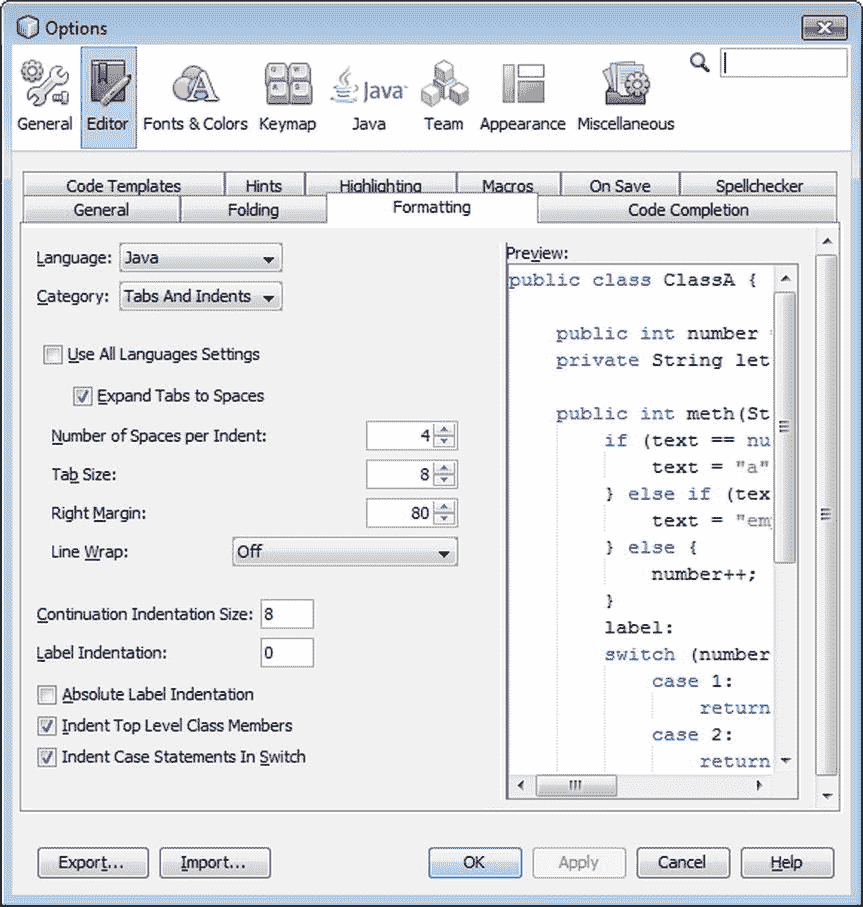 Options
General Editor Fonts & Colors Keymap Java Java Team Appearance Miscellaneous
Code Templates Hints Highlighting Macros On Save Spellchecker
General Folding Formatting Code Completion
Language: Java
Category: Tabs And Indents
Use All Languages Settings
Expand Tabs to Spaces
Number of Spaces per Indent: 4
Tab Size: 8
Right Margin: 80
Line Wrap: Off
Continuation Indentation Size: 8
Label Indentation: 0
Absolute Label Indentation
Indent Top Level Class Members
Indent Case Statements In Switch
Preview:
public class ClassA {
public int number
private String let
public int meth(St
if (text == nu
text = "a"
} else if (tex
text = "em
} else {
number++;
}
label:
switch (number
case 1:
return
case 2:
return
Export... Import... OK Apply Cancel Help